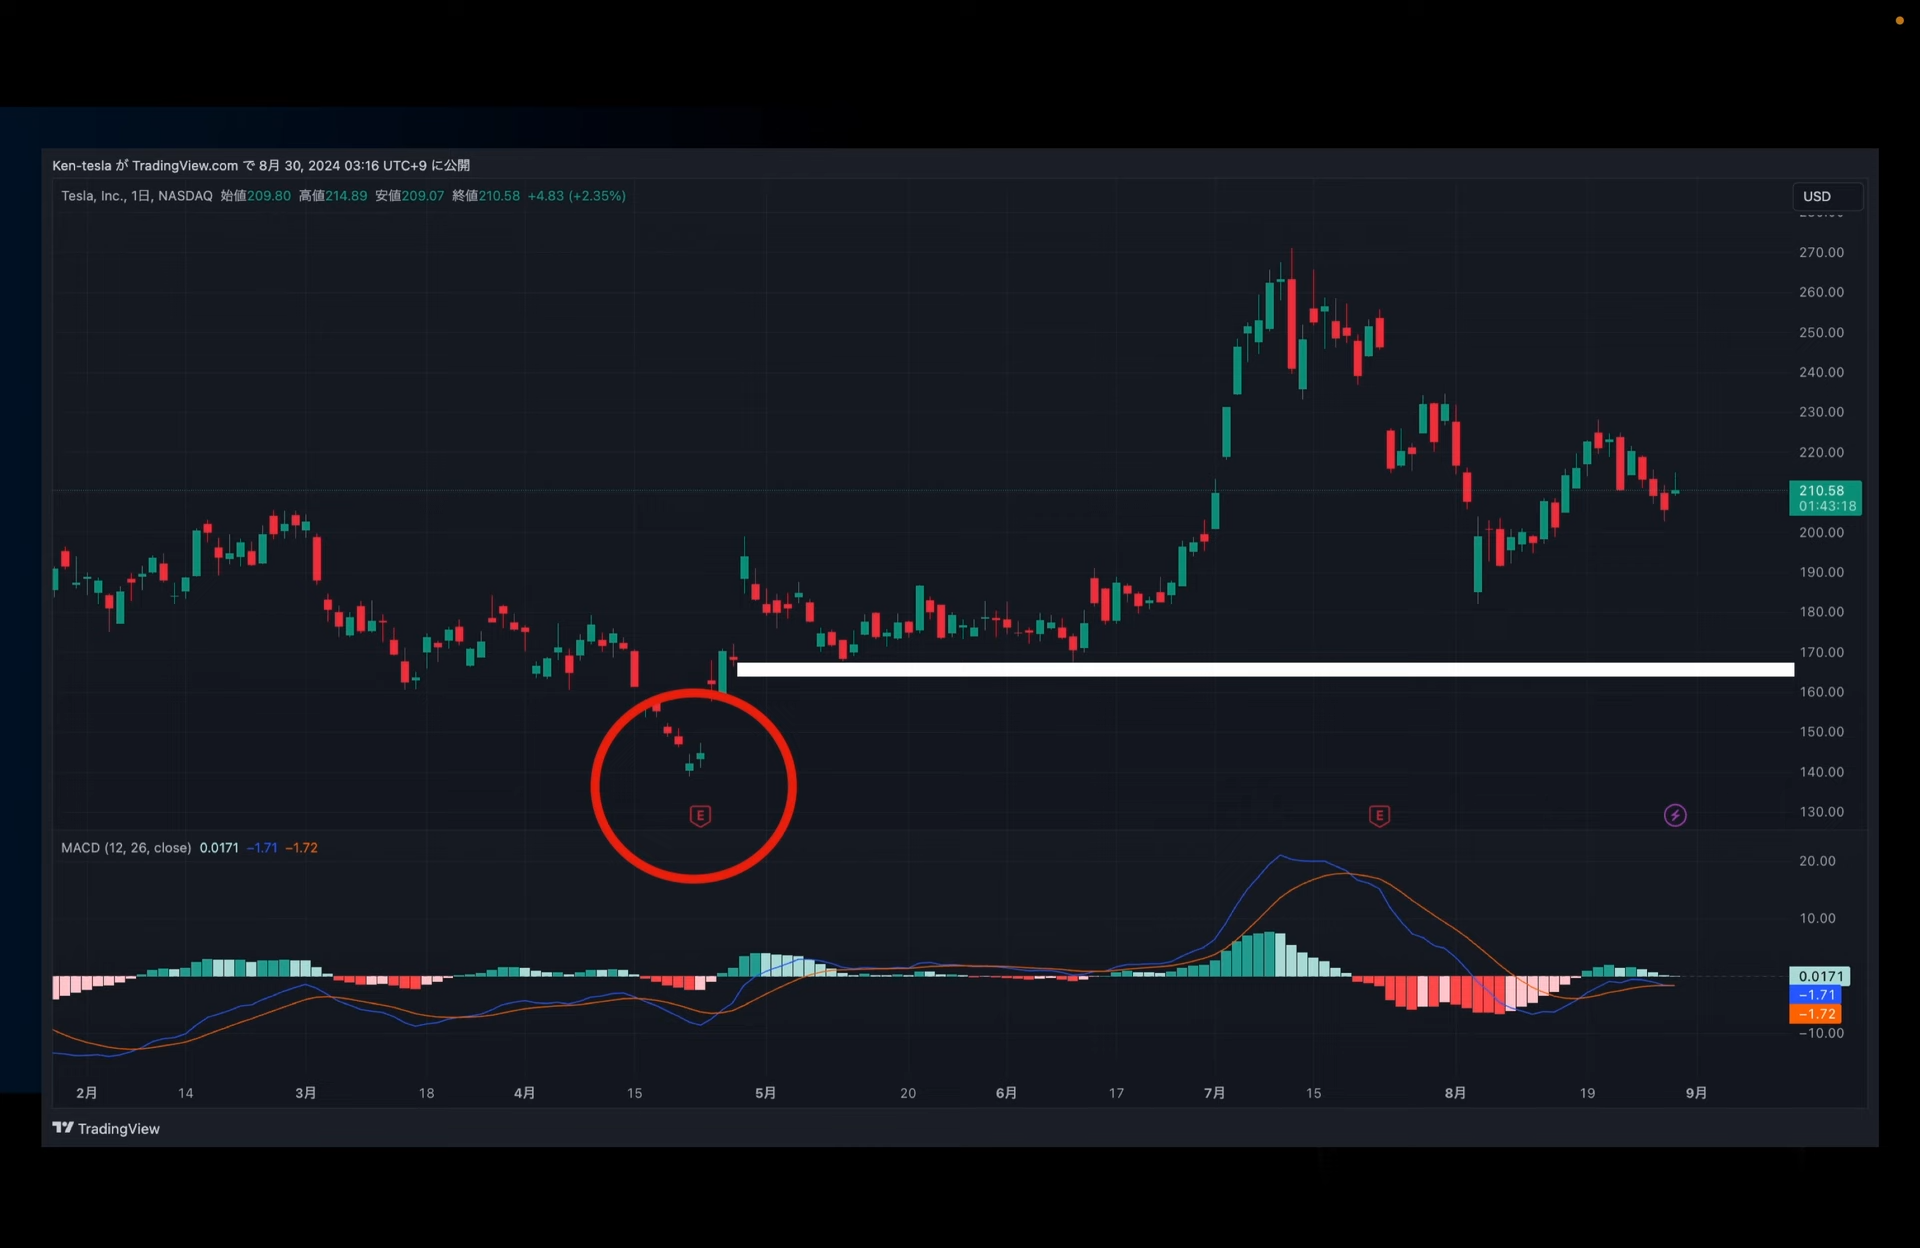 Ken-tesla が TradingView.com で 8月 30, 2024 03:16 UTC+9 に公開
Tesla, Inc., 1日, NASDAQ 始値209.80 高値214.89 安値209.07 終値210.58 +4.83 (+2.35%)
USD
270.00
260.00
250.00
240.00
230.00
220.00
210.58
01:43:18
200.00
190.00
180.00
170.00
160.00
150.00
140.00
130.00
E
E
MACD (12, 26, close) 0.0171 −1.71 −1.72
20.00
10.00
0.0171
−1.71
−1.72
−10.00
2月 14 3月 18 4月 15 5月 20 6月 17 7月 15 8月 19 9月
TradingView